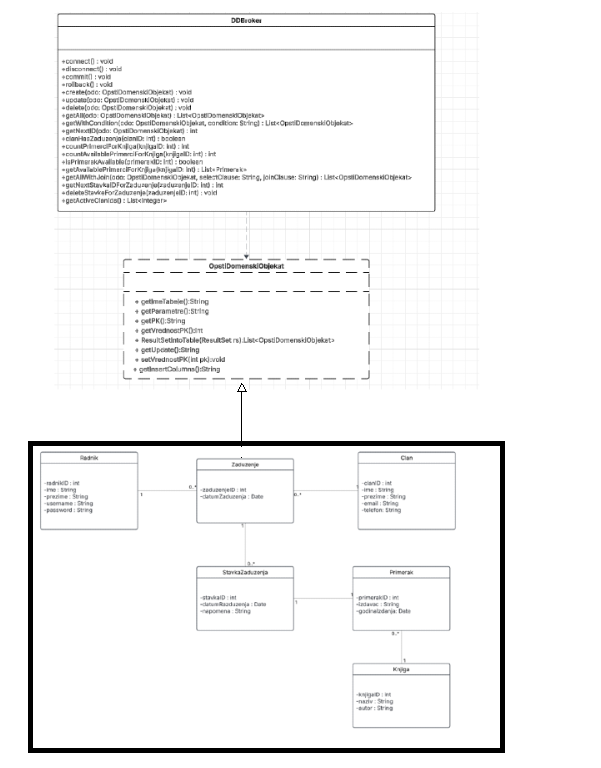 DDBroker
+connect() : void
+disconnect() : void
+commit() : void
+rollback() : void
+create(odo: OpstiDomenskiObjekat) : void
+update(odo: OpstiDomenskiObjekat) : void
+delete(odo: OpstiDomenskiObjekat) : void
+getAll(odo: OpstiDomenskiObjekat) : List<OpstiDomenskiObjekat>
+getWithCondition(odo: OpstiDomenskiObjekat, condition: String) : List<OpstiDomenskiObjekat>
+getNextID(odo: OpstiDomenskiObjekat) : int
+clanHasZaduzenja(clanID: int) : boolean
+countPrimerciForKnjiga(knjigaID: int) : int
+countAvailablePrimerciForKnjiga(knjigaID: int) : int
+isPrimerakAvailable(primerakID: int) : boolean
+getAvailablePrimerciForKnjiga(knjigaID: int) : List<Primerak>
+getAllWithJoin(odo: OpstiDomenskiObjekat, selectClause: String, joinClause: String) : List<OpstiDomenskiObjekat>
+getNextStavkaIDForZaduzenje(zaduzenjeID: int) : int
+deleteStavkeForZaduzenje(zaduzenjeID: int) : void
+getActiveClanIds() : List<Integer>
OpstiDomenskiObjekat
+ getImeTabele():String
+ getParametre():String
+ getPK():String
+ getVrednostPK():int
+ ResultSetIntoTable(ResultSet rs):List<OpstiDomenskiObjekat>
+ getUpdate():String
+ setVrednostPK(int pk):void
+ getInsertColumns():String
Radnik
-radnikID : int
-ime : String
-prezime : String
-username : String
-password : String
1
0..*
Zaduzenje
-zaduzenjeID : int
-datumZaduzenja : Date
0..*
1
Clan
-clanID : int
-ime : String
-prezime : String
-email : String
-telefon: String
1
0..*
StavkaZaduzenja
-stavkaID : int
-datumRazduzenja : Date
-napomena : String
1
1
Primerak
-primerakID : int
-izdavac : String
-godinaIzdanja: Date
0..*
1
Knjiga
-knjigaID : int
-naziv : String
-autor : String